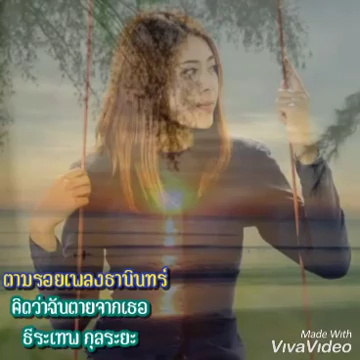 ตามรอยเพลงธานินทร์
คิดว่าฉันตายจากเธอ
ธีระเทพ กุลระยะ
Made With
VivaVideo